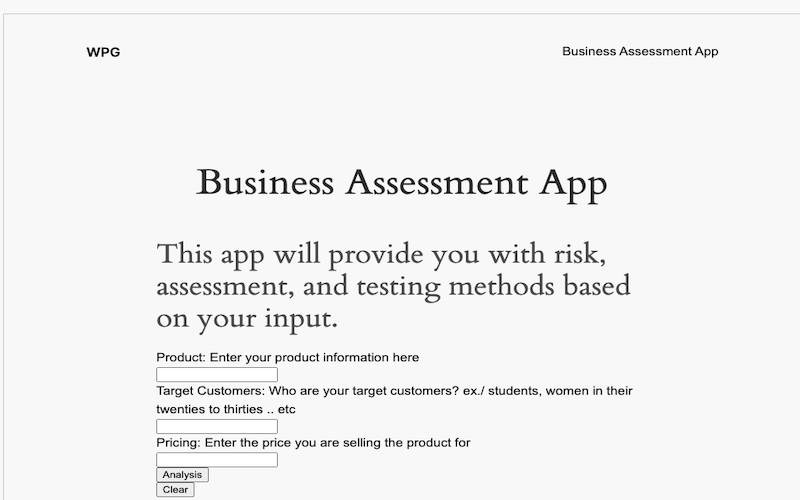 WPG
Business Assessment App
Business Assessment App
This app will provide you with risk,
assessment, and testing methods based
on your input.
Product: Enter your product information here
Target Customers: Who are your target customers? ex./ students, women in their
twenties to thirties .. etc
Pricing: Enter the price you are selling the product for
Analysis
Clear